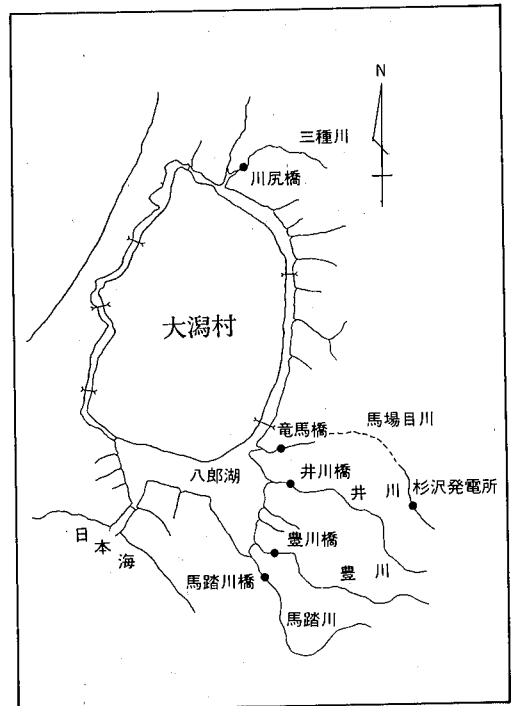 N
三種川
川尻橋
大潟村
馬場目川
竜馬橋
八郎湖
井川橋
井川
杉沢発電所
日本海
豊川橋
豊川
馬踏川橋
馬踏川